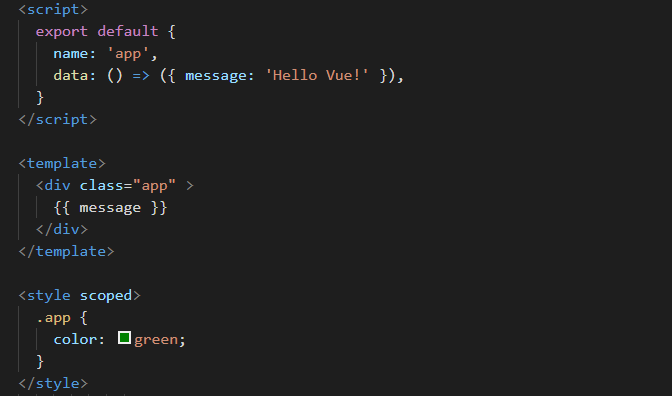 <script>
export default {
name: 'app',
data: () => ({ message: 'Hello Vue!' }),
}
</script>
<template>
<div class="app" >
{{ message }}
</div>
</template>
<style scoped>
.app {
color: green;
}
</style>